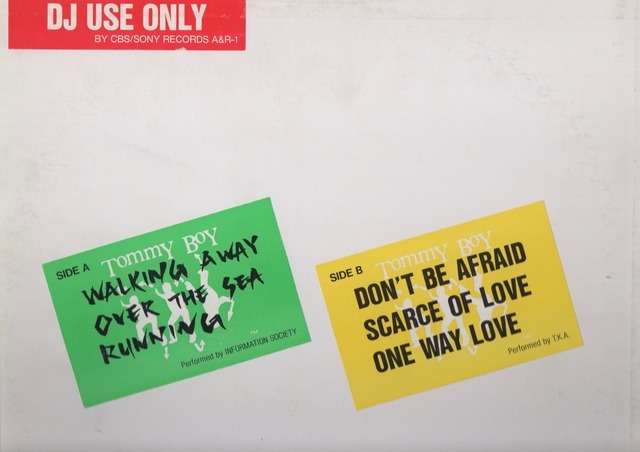 DJ USE ONLY
BY CBS/SONY RECORDS A&R-1
SIDE A
Tommy Boy
WALKING AWAY
OVER THE SEA
RUNNING
TM
Performed by INFORMATION SOCIETY
SIDE B
Tommy Boy
DON'T BE AFRAID
SCARCE OF LOVE
ONE WAY LOVE
Performed by T.K.A.